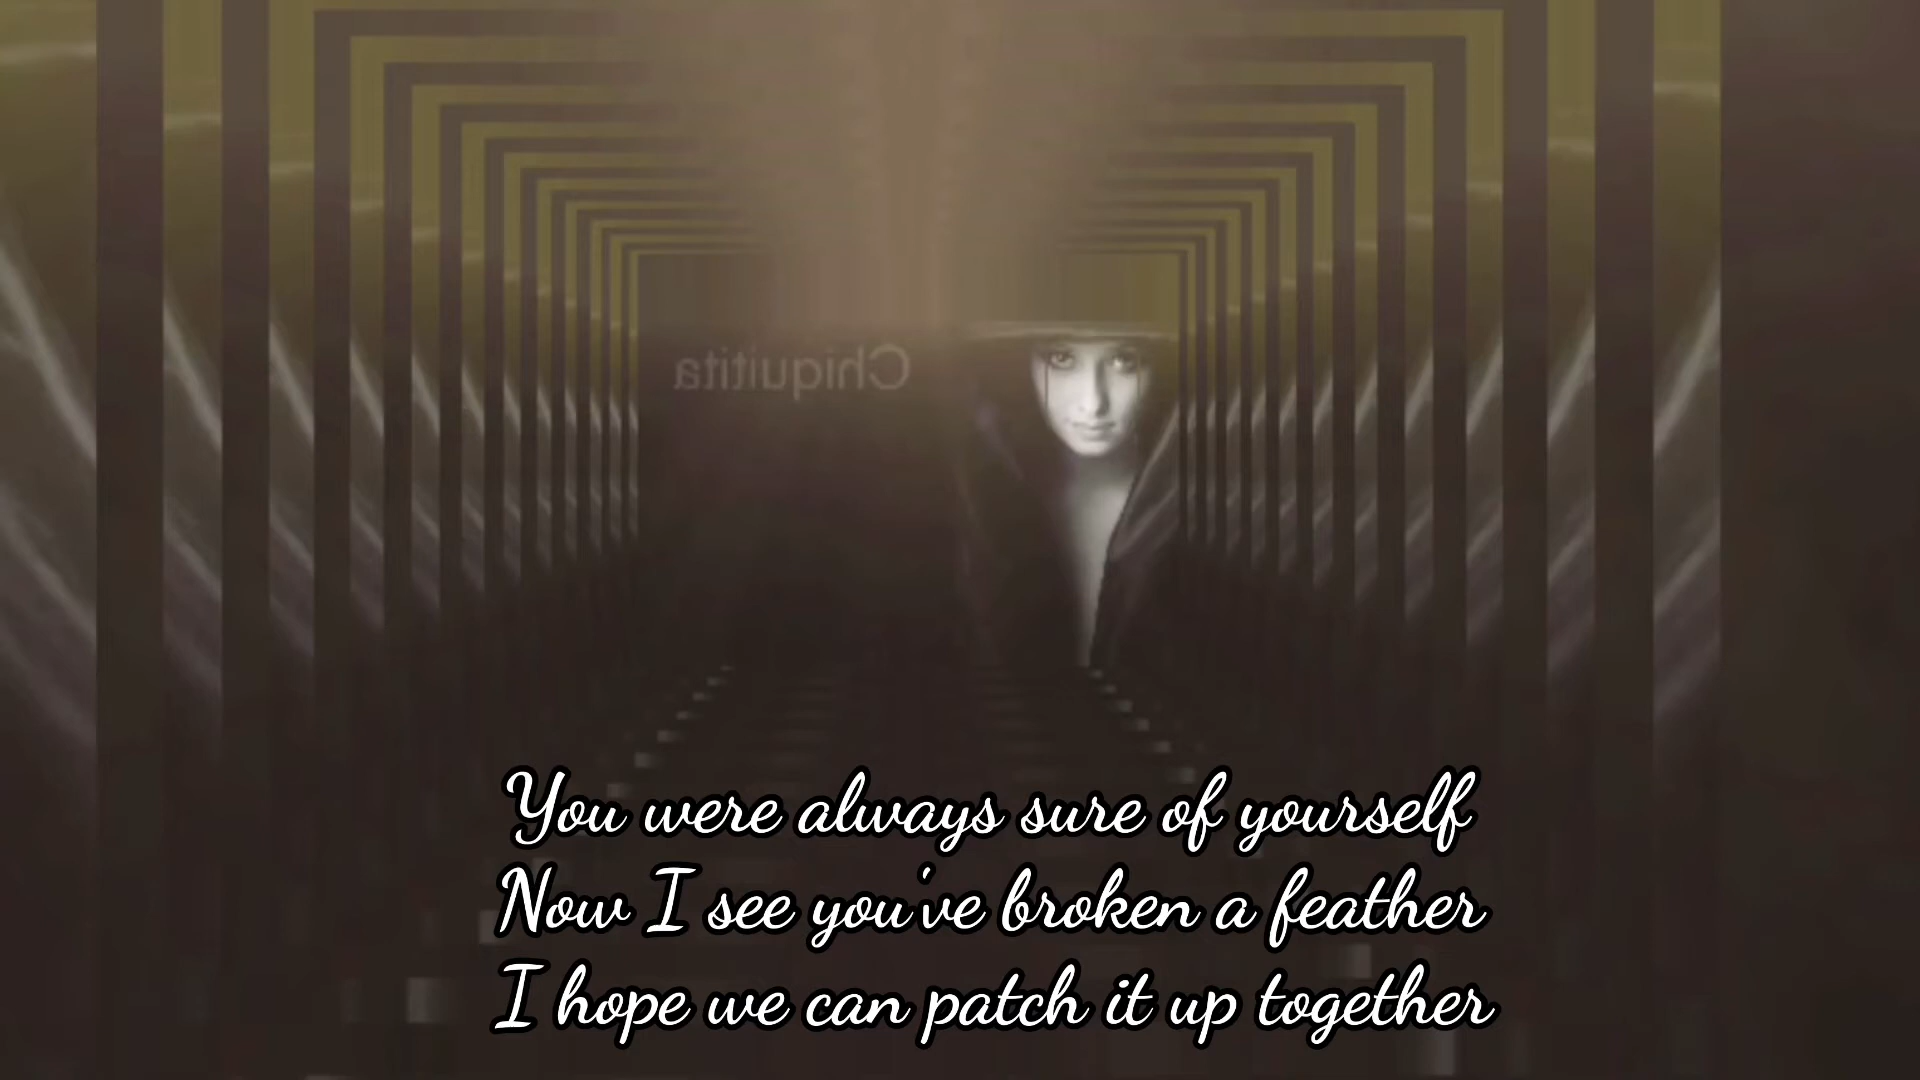 Chiquitita
You were always sure of yourself
Now I see you've broken a feather
I hope we can patch it up together